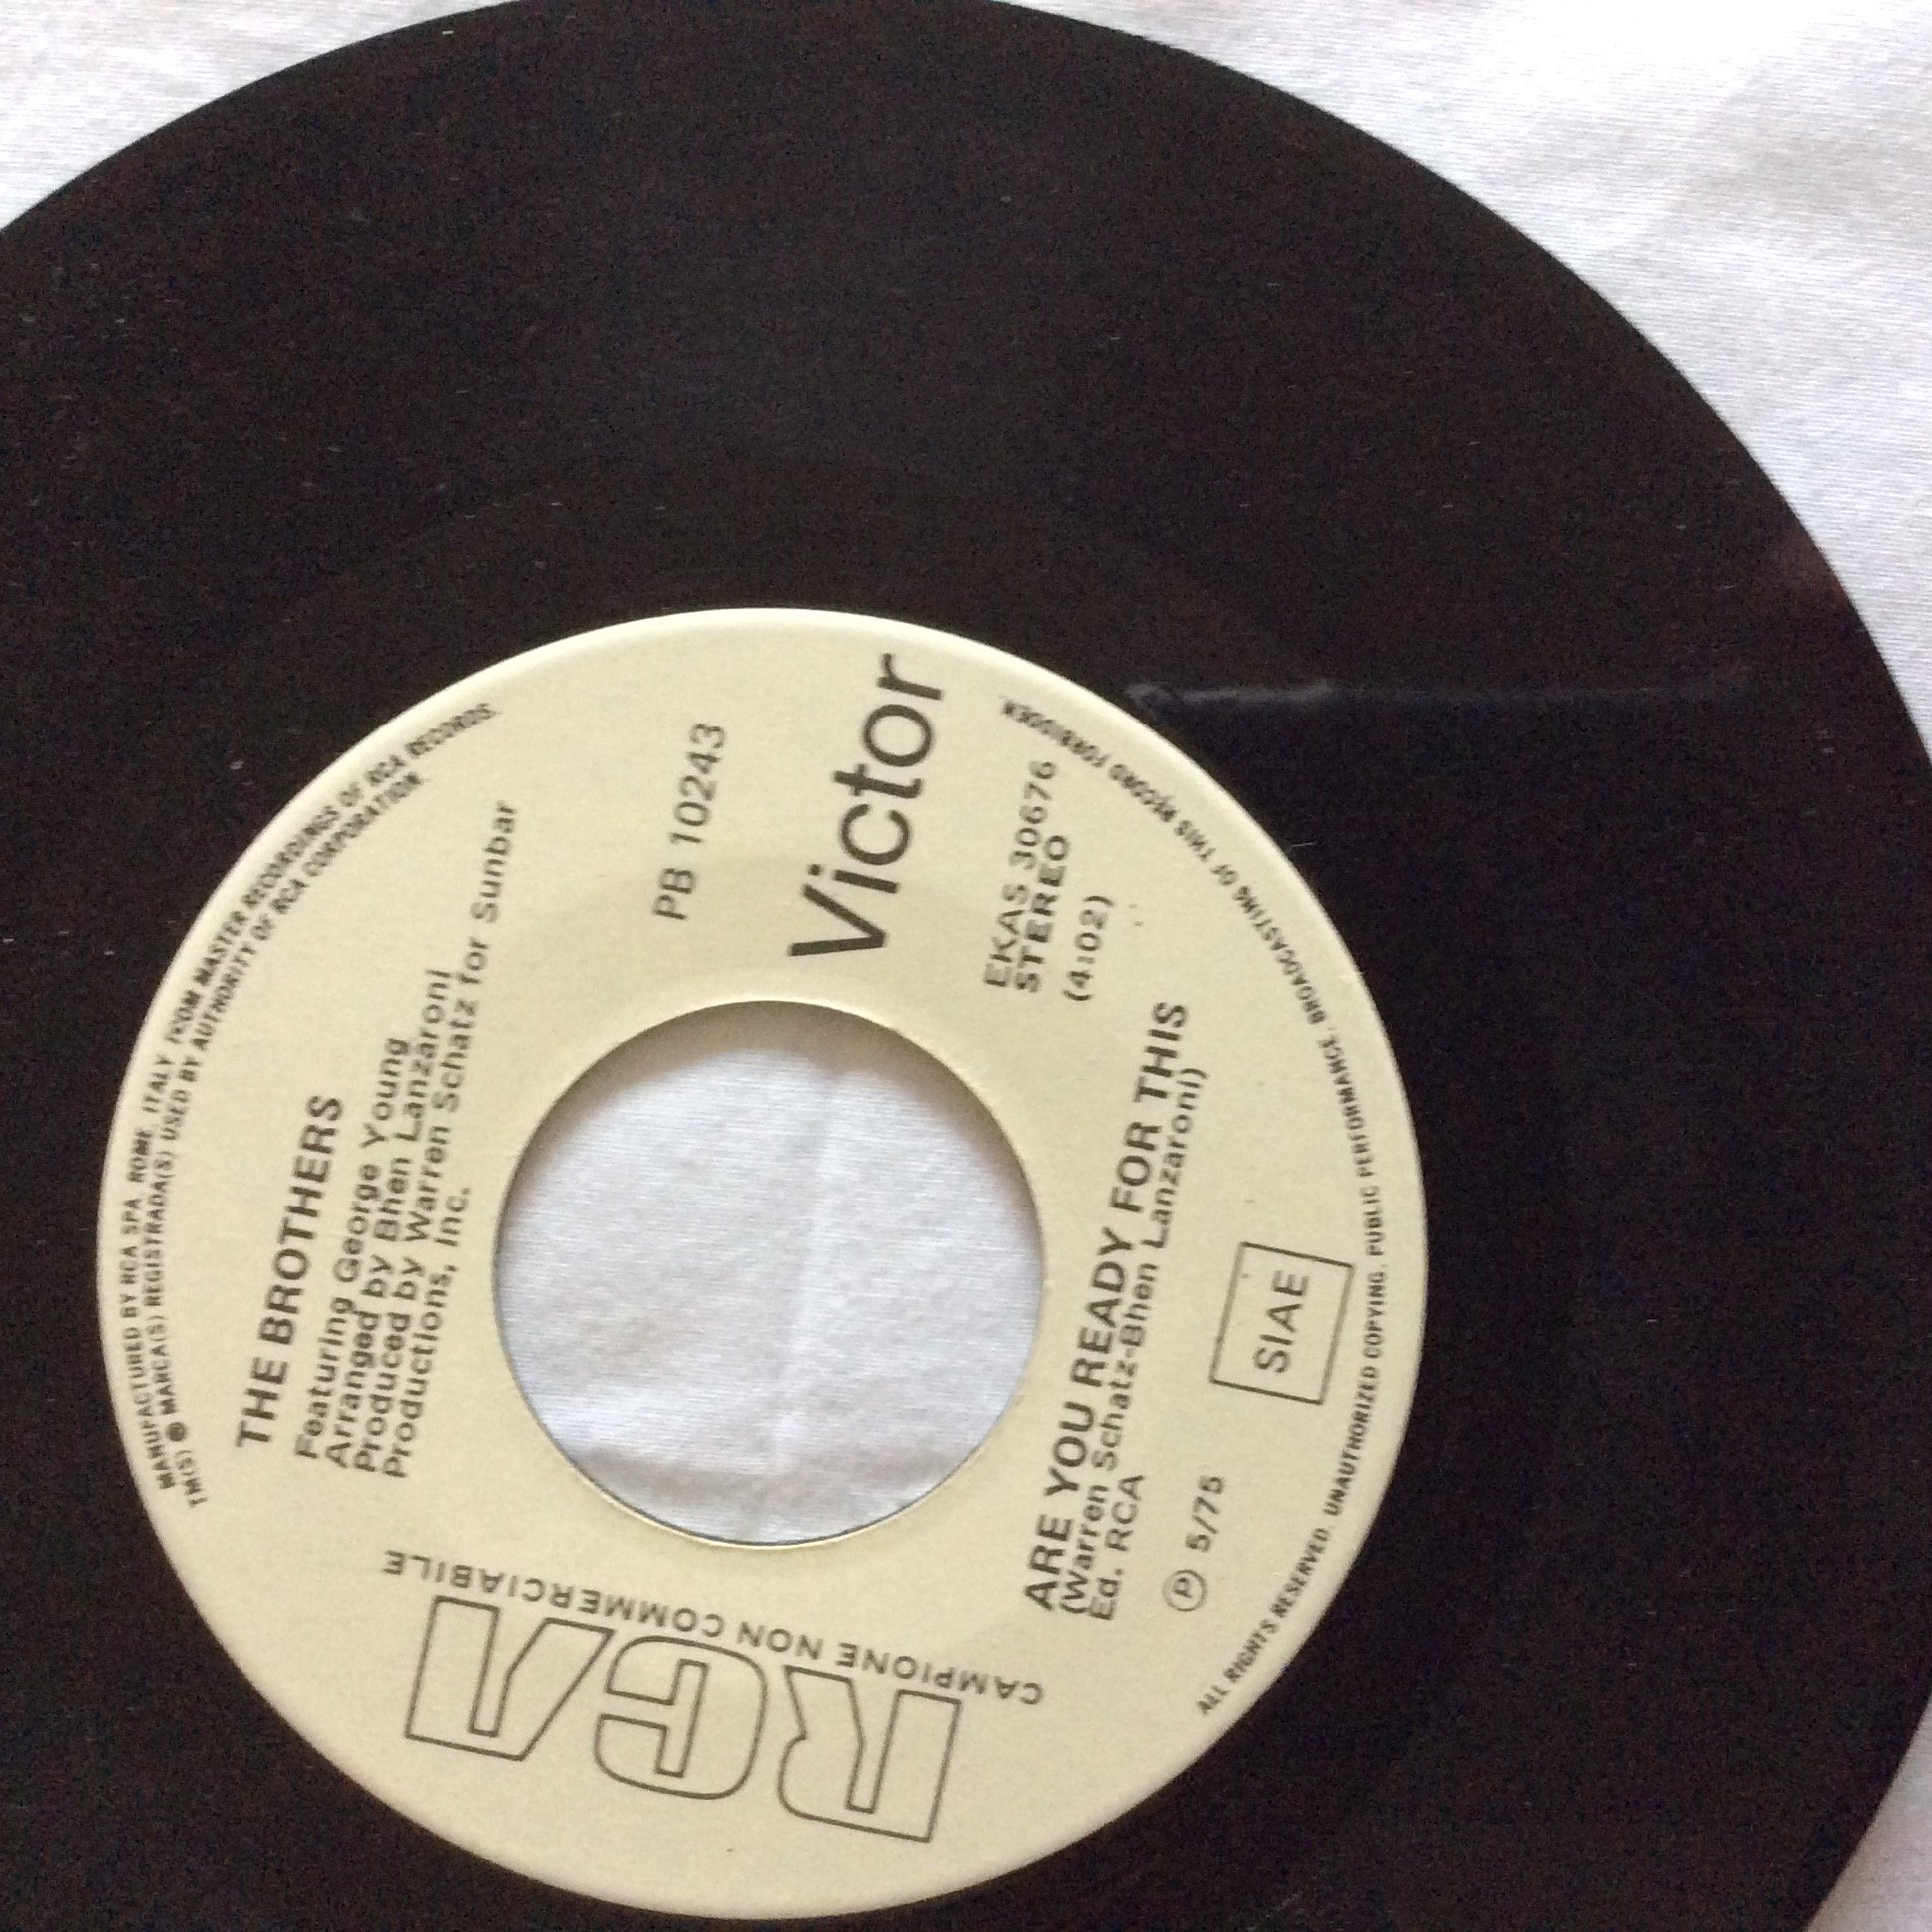 MANUFACTURED BY RCA SPA. ROME. ITALY FROM MASTER RECORDINGS OF RCA RECORDS
TM(S) ® MARCA(S) REGISTRADA(S) USED BY AUTHORITY OF RCA CORPORATION
THE BROTHERS
Featuring George Young
Arranged by Bhen Lanzaroni
Produced by Warren Schatz for Sunbar
Productions, Inc.
PB 10243
RCA
CAMPIONE NON COMMERCIABILE
Victor
EKAS 30676
STEREO
(4:02)
ARE YOU READY FOR THIS
(Warren Schatz-Bhen Lanzaroni)
Ed. RCA
℗ 5/75
SIAE
ALL RIGHTS RESERVED. UNAUTHORIZED COPYING. PUBLIC PERFORMANCE. BROADCASTING OF THIS RECORD FORBIDDEN